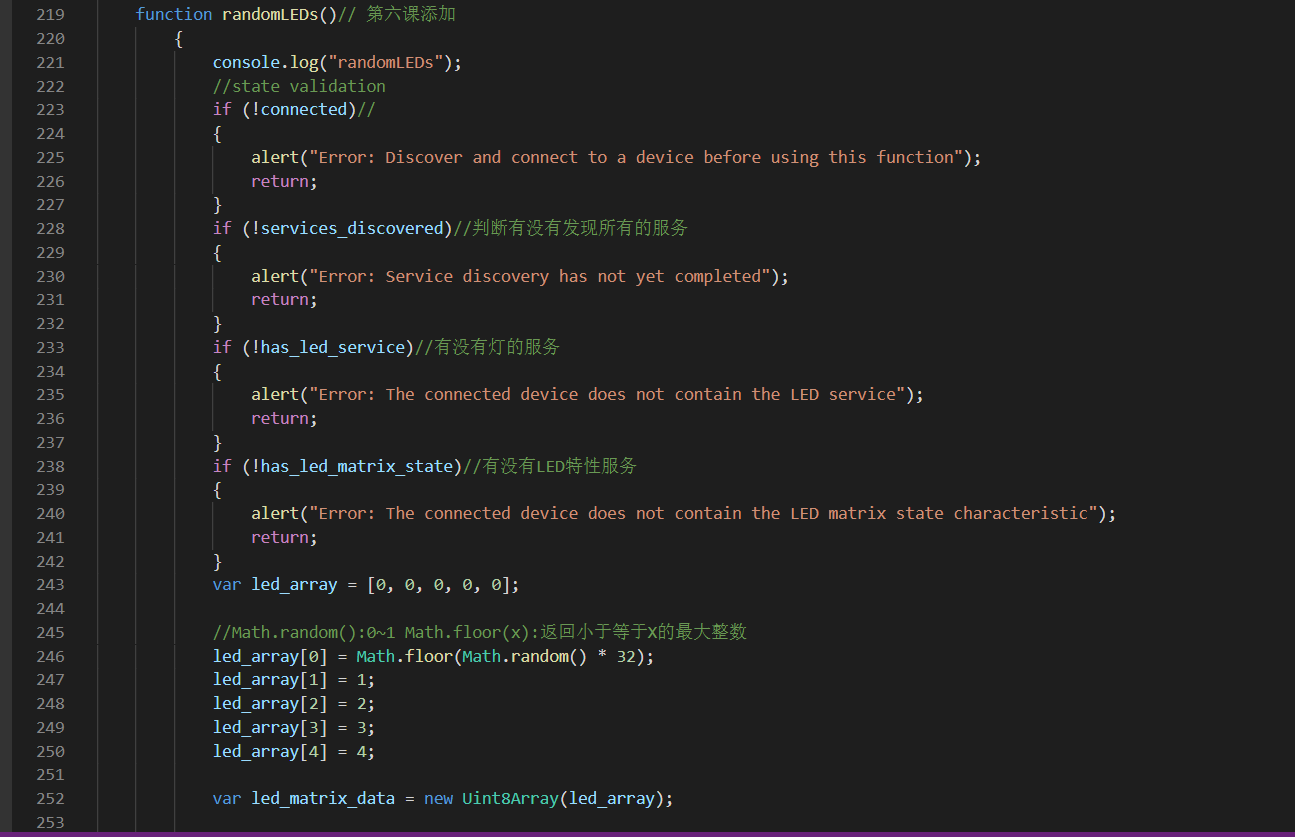 219 function randomLEDs()// 第六课添加
220 {
221 console.log("randomLEDs");
222 //state validation
223 if (!connected)//
224 {
225 alert("Error: Discover and connect to a device before using this function");
226 return;
227 }
228 if (!services_discovered)//判断有没有发现所有的服务
229 {
230 alert("Error: Service discovery has not yet completed");
231 return;
232 }
233 if (!has_led_service)//有没有灯的服务
234 {
235 alert("Error: The connected device does not contain the LED service");
236 return;
237 }
238 if (!has_led_matrix_state)//有没有LED特性服务
239 {
240 alert("Error: The connected device does not contain the LED matrix state characteristic");
241 return;
242 }
243 var led_array = [0, 0, 0, 0, 0];
244
245 //Math.random():0~1 Math.floor(x):返回小于等于X的最大整数
246 led_array[0] = Math.floor(Math.random() * 32);
247 led_array[1] = 1;
248 led_array[2] = 2;
249 led_array[3] = 3;
250 led_array[4] = 4;
251
252 var led_matrix_data = new Uint8Array(led_array);
253